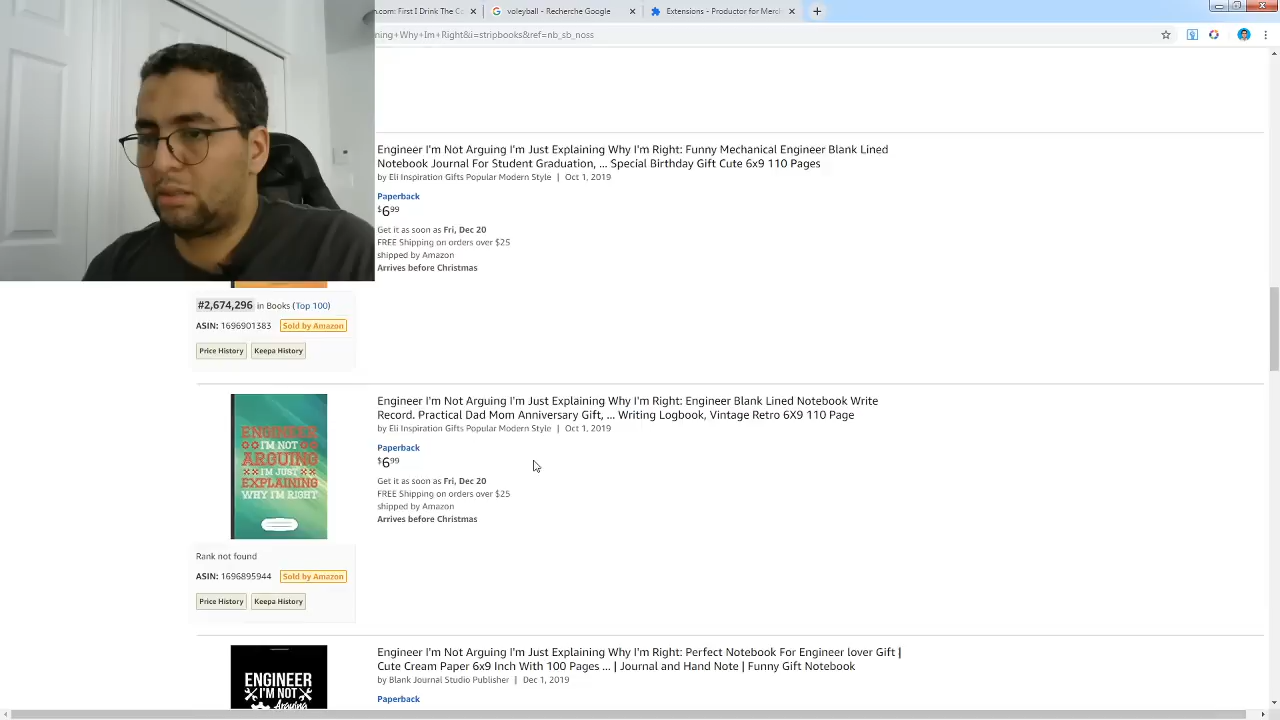 n.com: First I Drink The Co
voleyball - Recherche Google
Extensions - Productor for Merch
ning+Why+Im+Right&i=stripbooks&ref=nb_sb_noss
Engineer I'm Not Arguing I'm Just Explaining Why I'm Right: Funny Mechanical Engineer Blank Lined
Notebook Journal For Student Graduation, ... Special Birthday Gift Cute 6x9 110 Pages
by Eli Inspiration Gifts Popular Modern Style | Oct 1, 2019
Paperback
$6.99
Get it as soon as Fri, Dec 20
FREE Shipping on orders over $25
shipped by Amazon
Arrives before Christmas
#2,674,296 in Books (Top 100)
ASIN: 1696901383 Sold by Amazon
Price History Keepa History
Engineer I'm Not Arguing I'm Just Explaining Why I'm Right: Engineer Blank Lined Notebook Write
Record. Practical Dad Mom Anniversary Gift, ... Writing Logbook, Vintage Retro 6X9 110 Page
by Eli Inspiration Gifts Popular Modern Style | Oct 1, 2019
Paperback
$6.99
Get it as soon as Fri, Dec 20
FREE Shipping on orders over $25
shipped by Amazon
Arrives before Christmas
ENGINEER
I'M NOT
ARGUING
I'M JUST
EXPLAINING
WHY I'M RIGHT
Rank not found
ASIN: 1696895944 Sold by Amazon
Price History Keepa History
Engineer I'm Not Arguing I'm Just Explaining Why I'm Right: Perfect Notebook For Engineer lover Gift |
Cute Cream Paper 6x9 Inch With 100 Pages ... | Journal and Hand Note | Funny Gift Notebook
by Blank Journal Studio Publisher | Dec 1, 2019
Paperback
ENGINEER
I'M NOT
Arguing